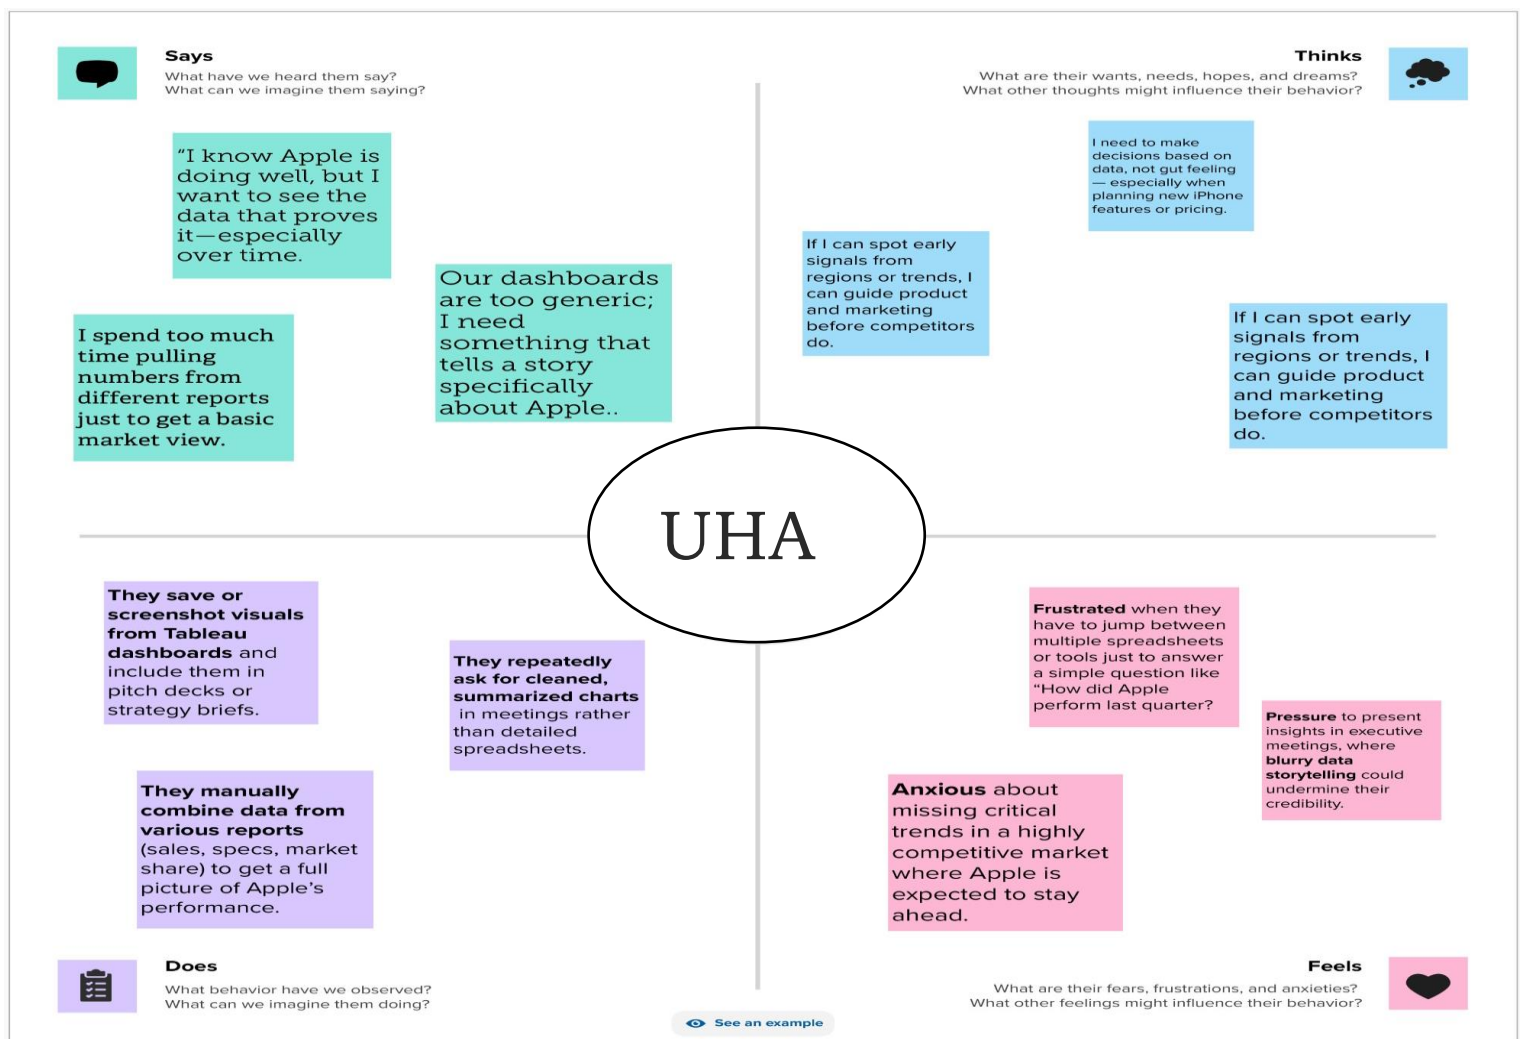 Says
What have we heard them say?
What can we imagine them saying?
Thinks
What are their wants, needs, hopes, and dreams?
What other thoughts might influence their behavior?
“I know Apple is
doing well, but I
want to see the
data that proves
it—especially
over time.
Our dashboards
are too generic;
I need
something that
tells a story
specifically
about Apple..
I spend too much
time pulling
numbers from
different reports
just to get a basic
market view.
I need to make
decisions based on
data, not gut feeling
— especially when
planning new iPhone
features or pricing.
If I can spot early
signals from
regions or trends, I
can guide product
and marketing
before competitors
do.
If I can spot early
signals from
regions or trends, I
can guide product
and marketing
before competitors
do.
UHA
They save or
screenshot visuals
from Tableau
dashboards and
include them in
pitch decks or
strategy briefs.
They repeatedly
ask for cleaned,
summarized charts
in meetings rather
than detailed
spreadsheets.
They manually
combine data from
various reports
(sales, specs, market
share) to get a full
picture of Apple’s
performance.
Frustrated when they
have to jump between
multiple spreadsheets
or tools just to answer
a simple question like
“How did Apple
perform last quarter?
Pressure to present
insights in executive
meetings, where
blurry data
storytelling could
undermine their
credibility.
Anxious about
missing critical
trends in a highly
competitive market
where Apple is
expected to stay
ahead.
Does
What behavior have we observed?
What can we imagine them doing?
Feels
What are their fears, frustrations, and anxieties?
What other feelings might influence their behavior?
See an example